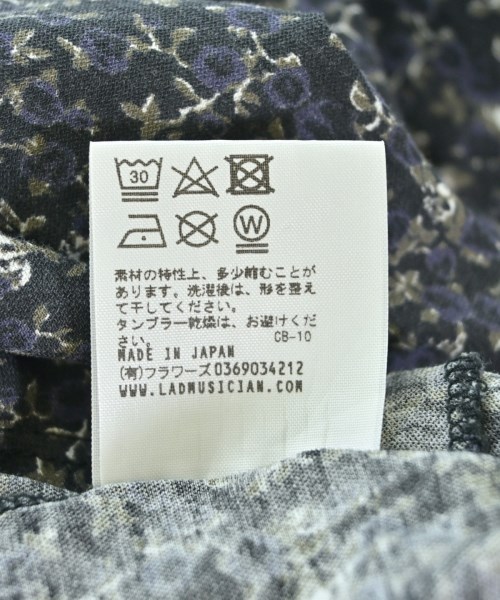 30
W
素材の特性上、多少縮むことが
あります。洗濯後は、形を整え
て干してください。
タンブラー乾燥は、お避けくだ
さい。 CB-10
MADE IN JAPAN
(有)フラワーズ0369034212
WWW.LADMUSICIAN.COM